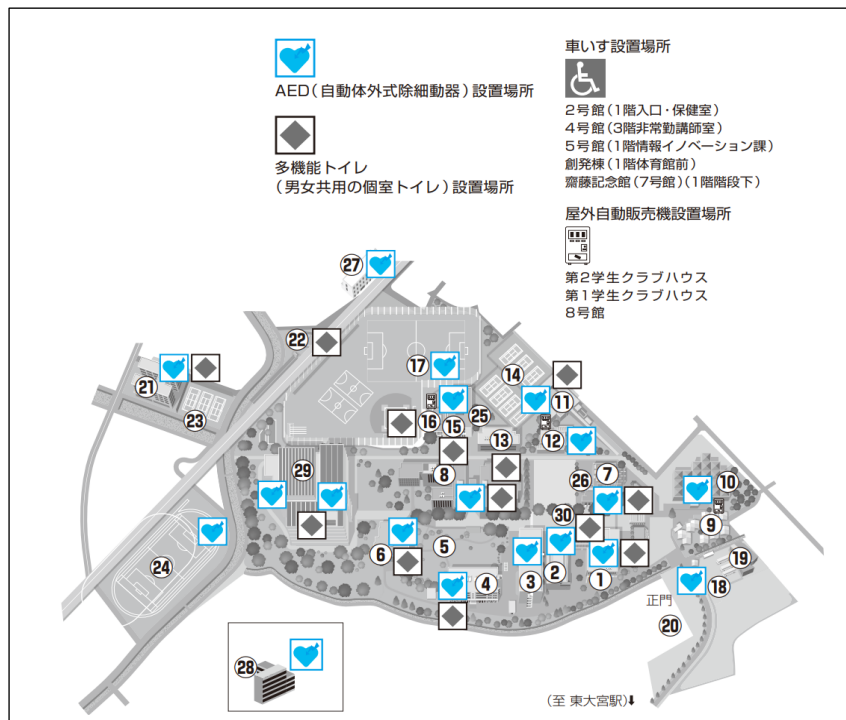 AED(自動体外式除細動器)設置場所
多機能トイレ
(男女共用の個室トイレ)設置場所
車いす設置場所
2号館(1階入口・保健室)
4号館(3階非常勤講師室)
5号館(1階情報イノベーション課)
創発棟(1階体育館前)
齋藤記念館(7号館)(1階階段下)
屋外自動販売機設置場所
第2学生クラブハウス
第1学生クラブハウス
8号館
㉗
㉒
⑰
⑭
㉑
⑪
㉓
⑯
⑮
㉕
⑬
⑫
㉙
⑧
㉖
⑦
⑩
㉚
⑨
㉔
⑥
⑤
④
③
②
①
⑲
⑱
正門
⑳
㉘
(至 東大宮駅)⬇